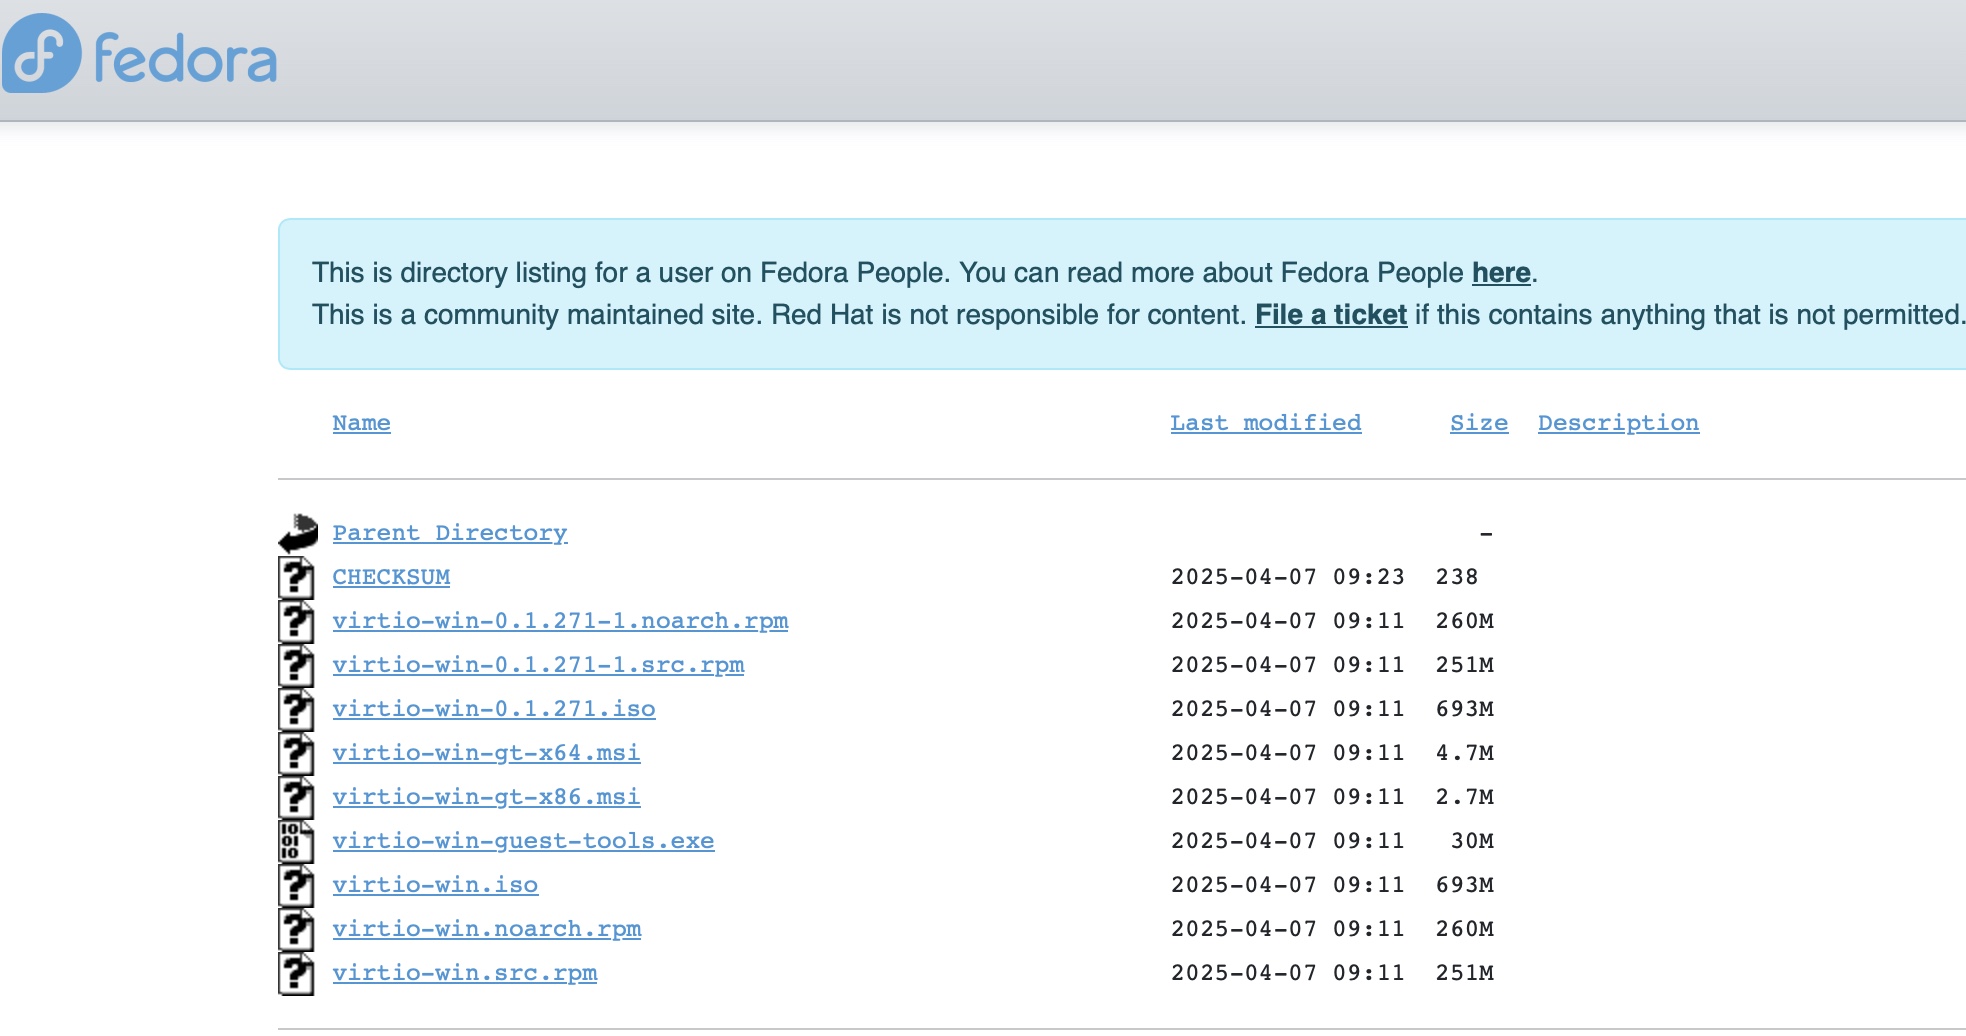 fedora
This is directory listing for a user on Fedora People. You can read more about Fedora People here.
This is a community maintained site. Red Hat is not responsible for content. File a ticket if this contains anything that is not permitted.
Name Last modified Size Description
Parent Directory -
CHECKSUM 2025-04-07 09:23 238
virtio-win-0.1.271-1.noarch.rpm 2025-04-07 09:11 260M
virtio-win-0.1.271-1.src.rpm 2025-04-07 09:11 251M
virtio-win-0.1.271.iso 2025-04-07 09:11 693M
virtio-win-gt-x64.msi 2025-04-07 09:11 4.7M
virtio-win-gt-x86.msi 2025-04-07 09:11 2.7M
virtio-win-guest-tools.exe 2025-04-07 09:11 30M
virtio-win.iso 2025-04-07 09:11 693M
virtio-win.noarch.rpm 2025-04-07 09:11 260M
virtio-win.src.rpm 2025-04-07 09:11 251M